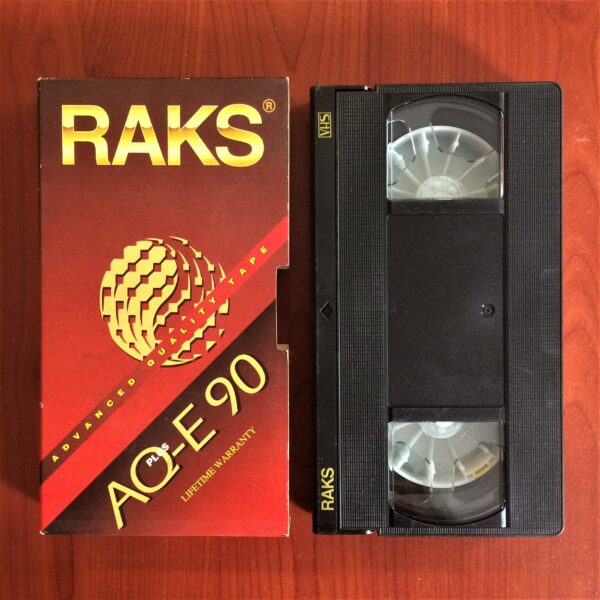 RAKS®
ADVANCED QUALITY TAPE
AQ-E 90
PLUS
LIFETIME WARRANTY
VHS
RAKS